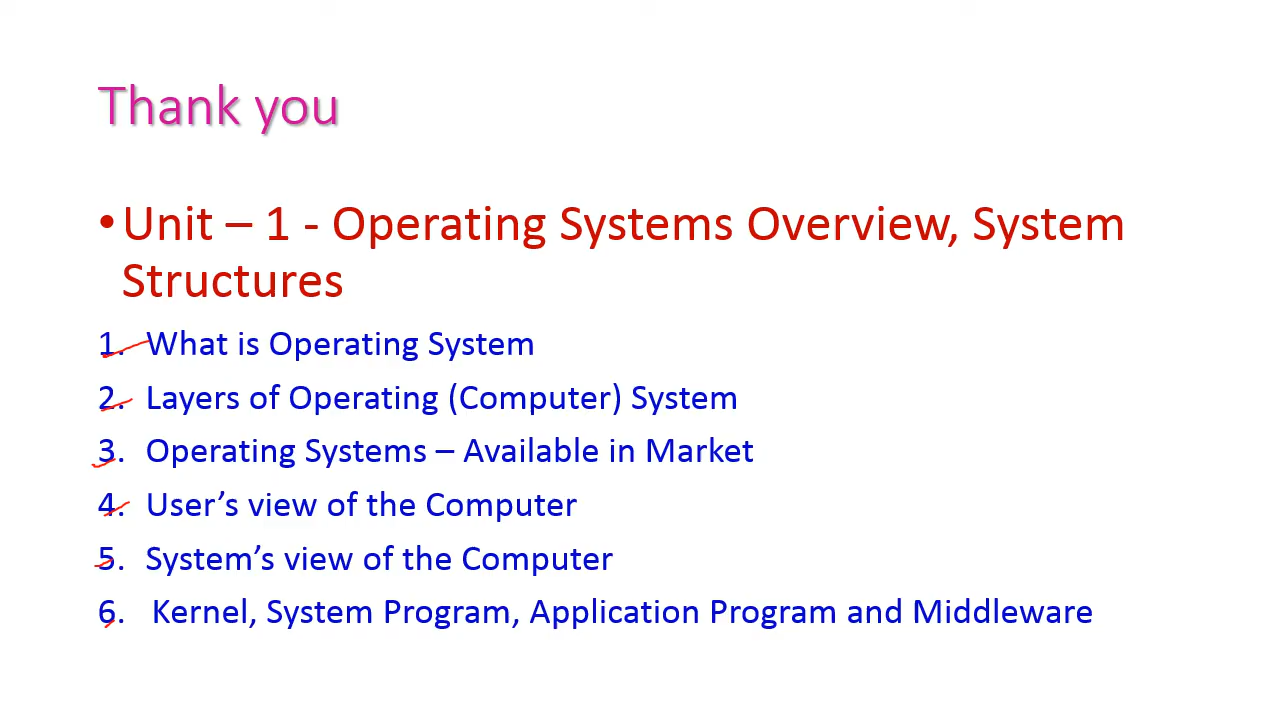 Thank you
•Unit – 1 - Operating Systems Overview, System
Structures
1. What is Operating System
2. Layers of Operating (Computer) System
3. Operating Systems – Available in Market
4. User’s view of the Computer
5. System’s view of the Computer
6. Kernel, System Program, Application Program and Middleware